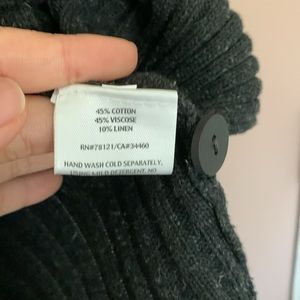 45% COTTON
45% VISCOSE
10% LINEN
RN#78121/CA#34460
HAND WASH COLD SEPARATELY,
USING MILD DETERGENT, NO